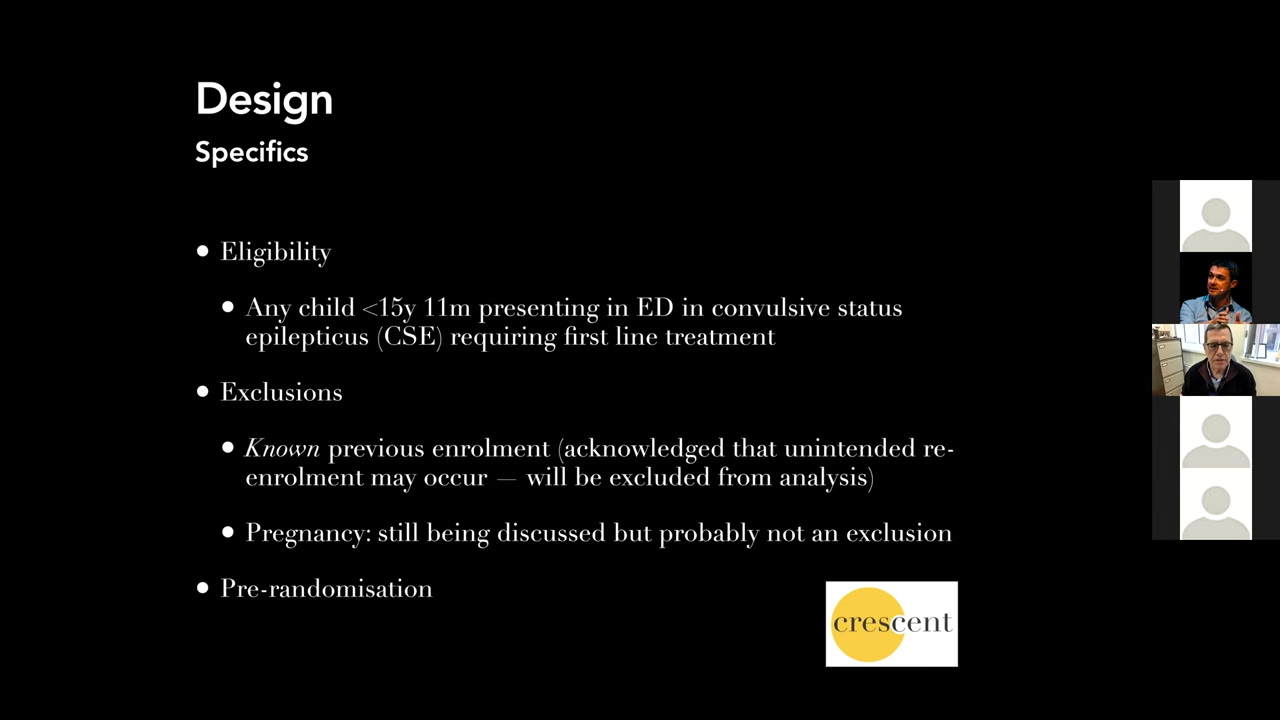 Design
Specifics
• Eligibility
• Any child <15y 11m presenting in ED in convulsive status
epilepticus (CSE) requiring first line treatment
• Exclusions
• Known previous enrolment (acknowledged that unintended re-
enrolment may occur — will be excluded from analysis)
• Pregnancy: still being discussed but probably not an exclusion
• Pre-randomisation
crescent